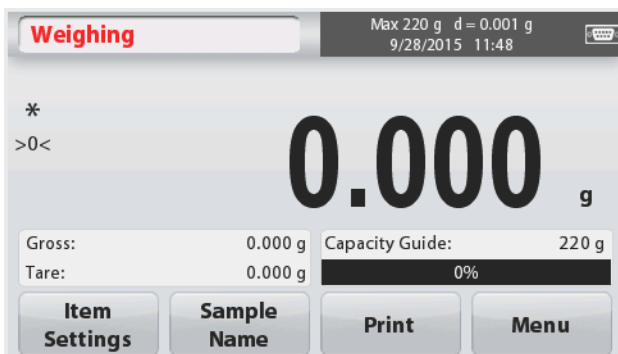 Weighing
Max 220 g d = 0.001 g
9/28/2015 11:48
*
>0<
0.000 g
Gross: 0.000 g
Tare: 0.000 g
Capacity Guide: 220 g
0%
Item Settings
Sample Name
Print
Menu